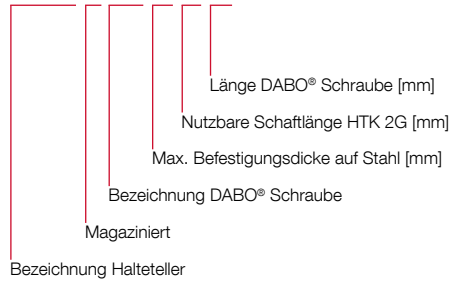 Länge DABO® Schraube [mm]
Nutzbare Schaftlänge HTK 2G [mm]
Max. Befestigungsdicke auf Stahl [mm]
Bezeichnung DABO® Schraube
Magaziniert
Bezeichnung Halteteller